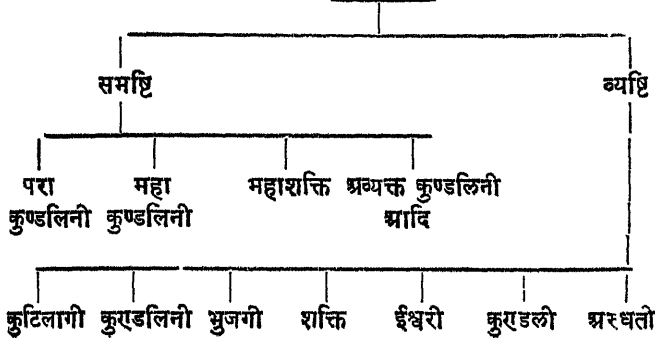 समष्टि व्यष्टि
परा महा महाशक्ति अव्यक्त कुण्डलिनी
कुण्डलिनी कुण्डलिनी आदि
कुटिलागी कुण्डलिनी भुजगी शक्ति ईश्वरी कुण्डली अरुधती